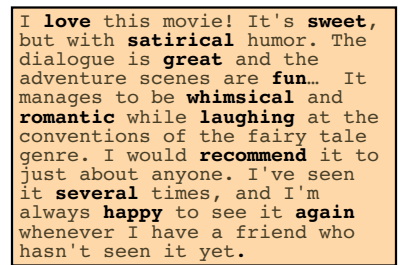 I love this movie! It's sweet,
but with satirical humor. The
dialogue is great and the
adventure scenes are fun… It
manages to be whimsical and
romantic while laughing at the
conventions of the fairy tale
genre. I would recommend it to
just about anyone. I've seen
it several times, and I'm
always happy to see it again
whenever I have a friend who
hasn't seen it yet.